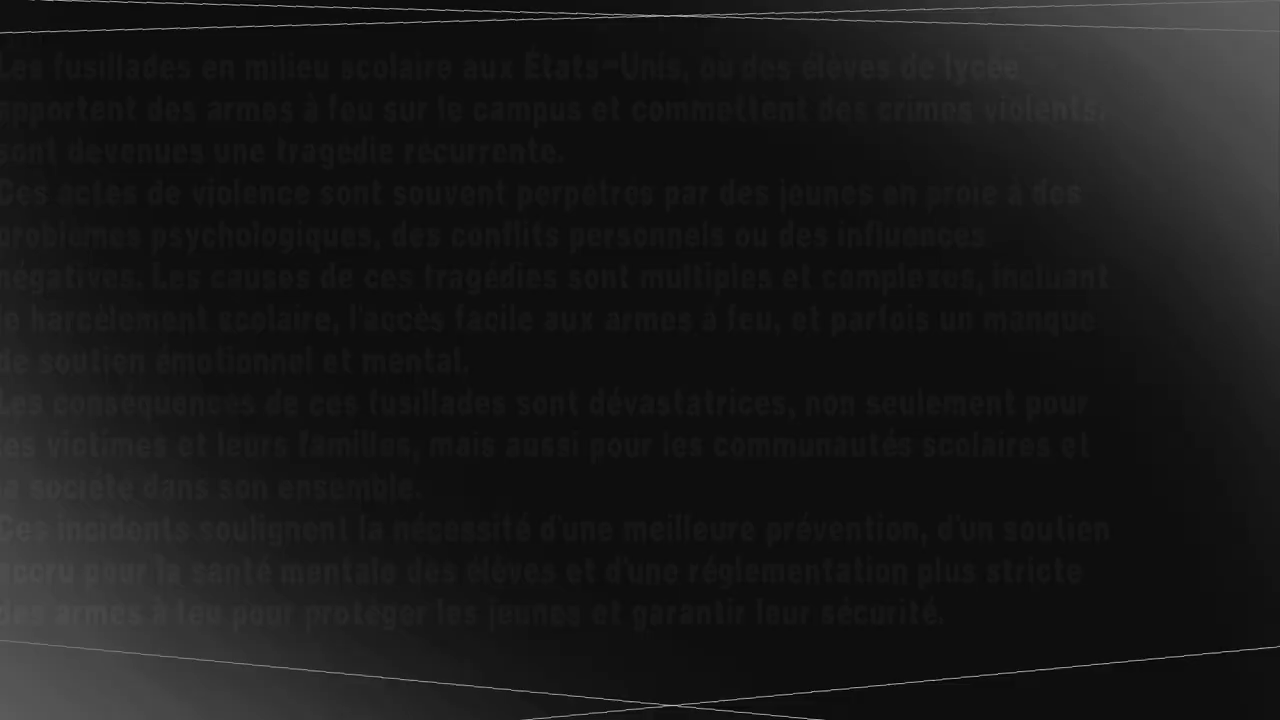 Les fusillades en milieu scolaire aux États-Unis, où des élèves de lycée
apportent des armes à feu sur le campus et commettent des crimes violents,
sont devenues une tragédie récurrente.
Ces actes de violence sont souvent perpétrés par des jeunes en proie à des
problèmes psychologiques, des conflits personnels ou des influences
négatives. Les causes de ces tragédies sont multiples et complexes, incluant
le harcèlement scolaire, l'accès facile aux armes à feu, et parfois un manque
de soutien émotionnel et mental.
Les conséquences de ces fusillades sont dévastatrices, non seulement pour
les victimes et leurs familles, mais aussi pour les communautés scolaires et
la société dans son ensemble.
Ces incidents soulignent la nécessité d'une meilleure prévention, d'un soutien
accru pour la santé mentale des élèves et d'une réglementation plus stricte
des armes à feu pour protéger les jeunes et garantir leur sécurité.